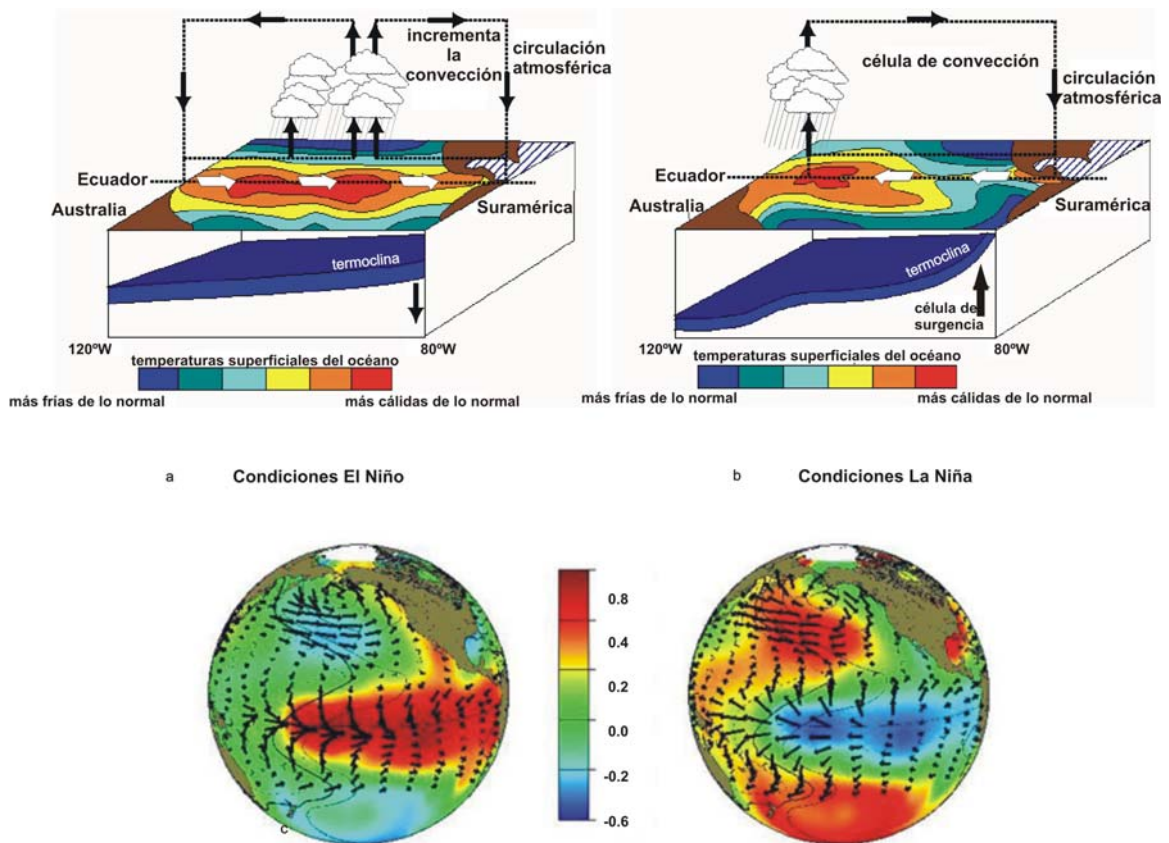 incrementa
la
convección
circulación
atmosférica
Ecuador
Australia
Suramérica
termoclina
120ºW
80ºW
temperaturas superficiales del océano
más frías de lo normal
más cálidas de lo normal
célula de convección
circulación
atmosférica
Ecuador
Australia
Suramérica
termoclina
célula de
surgencia
120ºW
80ºW
temperaturas superficiales del océano
más frías de lo normal
más cálidas de lo normal
a Condiciones El Niño
b Condiciones La Niña
0.8
0.4
0.2
0.0
-0.2
-0.6
c